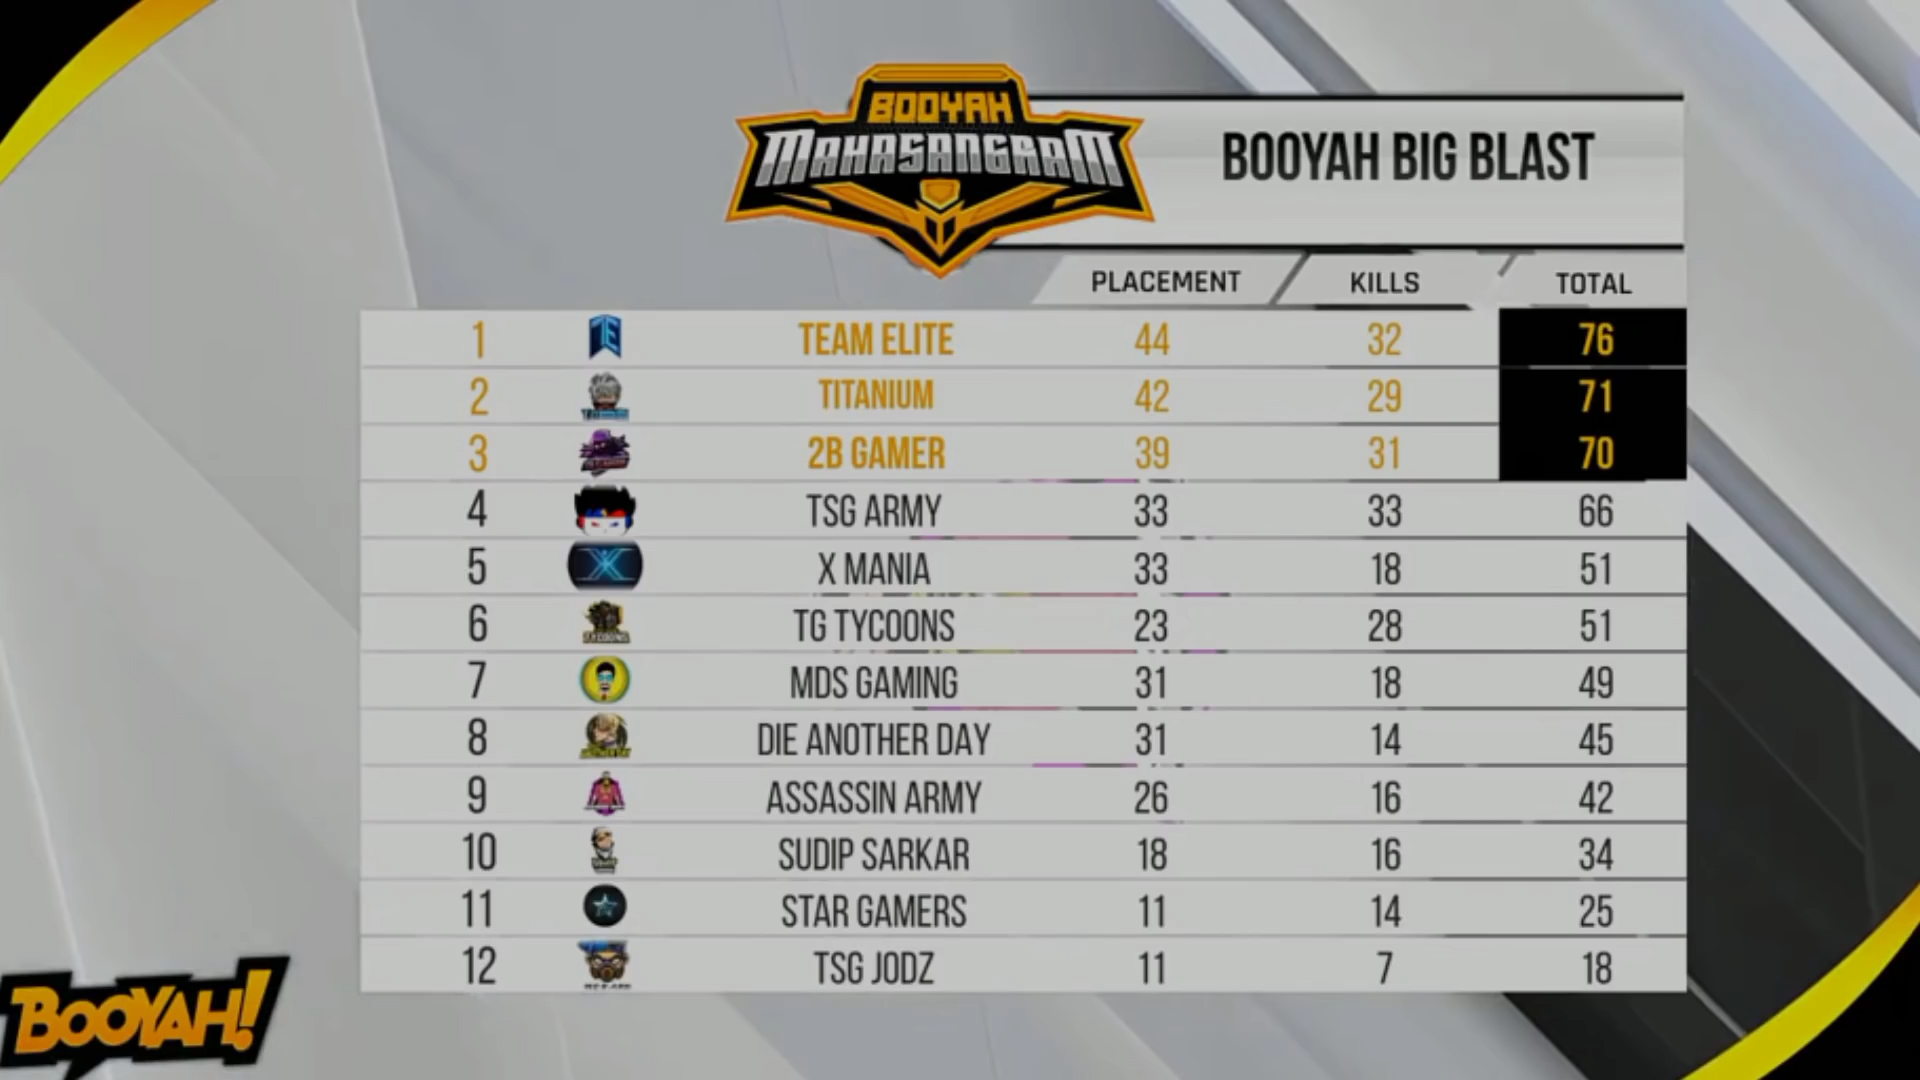 BOOYAH
MAHASANGRAM
BOOYAH BIG BLAST
PLACEMENT KILLS TOTAL
1 TEAM ELITE 44 32 76
2 TITANIUM 42 29 71
3 2B GAMER 39 31 70
4 TSG ARMY 33 33 66
5 X MANIA 33 18 51
6 TG TYCOONS 23 28 51
7 MDS GAMING 31 18 49
8 DIE ANOTHER DAY 31 14 45
9 ASSASSIN ARMY 26 16 42
10 SUDIP SARKAR 18 16 34
11 STAR GAMERS 11 14 25
12 TSG JODZ 11 7 18
BOOYAH!